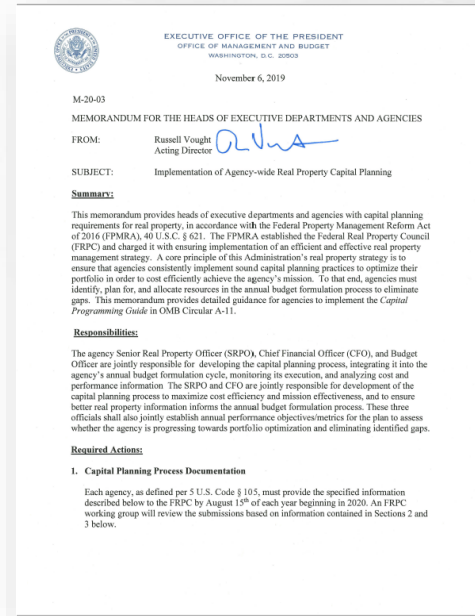 EXECUTIVE OFFICE OF THE PRESIDENT
OFFICE OF MANAGEMENT AND BUDGET
WASHINGTON, D.C. 20503
November 6, 2019
M-20-03
MEMORANDUM FOR THE HEADS OF EXECUTIVE DEPARTMENTS AND AGENCIES
FROM: Russell Vought
Acting Director
SUBJECT: Implementation of Agency-wide Real Property Capital Planning
Summary:
This memorandum provides heads of executive departments and agencies with capital planning
requirements for real property, in accordance with the Federal Property Management Reform Act
of 2016 (FPMRA), 40 U.S.C. § 621. The FPMRA established the Federal Real Property Council
(FRPC) and charged it with ensuring implementation of an efficient and effective real property
management strategy. A core principle of this Administration's real property strategy is to
ensure that agencies consistently implement sound capital planning practices to optimize their
portfolio in order to cost efficiently achieve the agency's mission. To that end, agencies must
identify, plan for, and allocate resources in the annual budget formulation process to eliminate
gaps. This memorandum provides detailed guidance for agencies to implement the Capital
Programming Guide in OMB Circular A-11.
Responsibilities:
The agency Senior Real Property Officer (SRPO), Chief Financial Officer (CFO), and Budget
Officer are jointly responsible for developing the capital planning process, integrating it into the
agency's annual budget formulation cycle, monitoring its execution, and analyzing cost and
performance information The SRPO and CFO are jointly responsible for development of the
capital planning process to maximize cost efficiency and mission effectiveness, and to ensure
better real property information informs the annual budget formulation process. These three
officials shall also jointly establish annual performance objectives/metrics for the plan to assess
whether the agency is progressing towards portfolio optimization and eliminating identified gaps.
Required Actions:
1. Capital Planning Process Documentation
Each agency, as defined per 5 U.S. Code § 105, must provide the specified information
described below to the FRPC by August 15th of each year beginning in 2020. An FRPC
working group will review the submissions based on information contained in Sections 2 and
3 below.